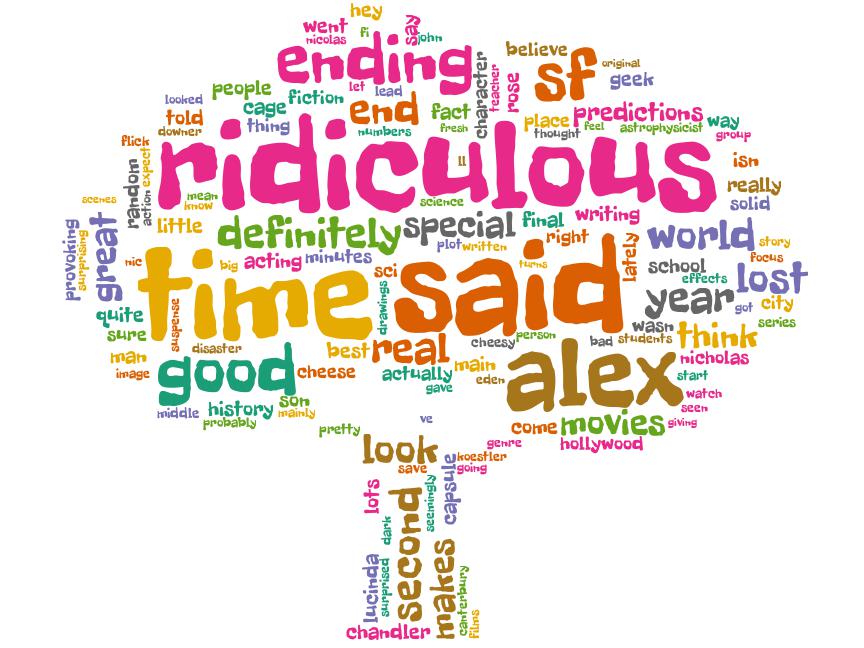 hey
went
say
nicolas
fi
john
ending
believe
sf
original
geek
character
teacher
rose
let
lead
people
cage
fiction
looked
told
downer
thing
end
numbers
fact
fresh
place
predictions
thought
feel
astrophysicist
way
group
flick
random
action
expect
ridiculous
ll
isn
really
solid
scenes
mean
know
science
little
definitely
special
final
writing
right
plot
written
world
story
provoking
surprising
great
nic
big
acting
minutes
sci
turns
lately
school
effects
focus
lost
time
said
drawings
year
got
city
series
quite
sure
suspense
disaster
best
real
cheesy
person
wasn
bad
students
think
man
image
good
cheese
actually
gave
main
eden
alex
nicholas
start
watch
seen
giving
middle
history
son
mainly
probably
pretty
ve
come
movies
genre
hollywood
look
save
koestler
going
capsule
lots
seemingly
dark
second
lucinda
surprised
makes
canterbury
films
chandler